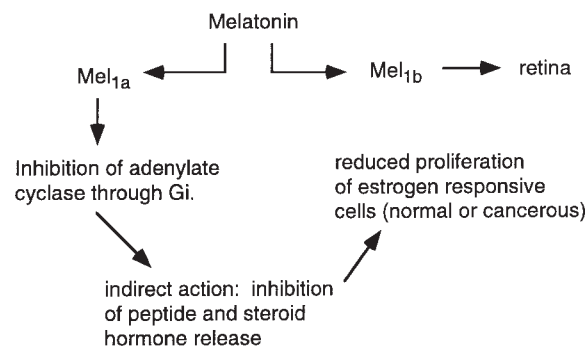 Melatonin
Mel1a
Mel1b
retina
Inhibition of adenylate
cyclase through Gi.
reduced proliferation
of estrogen responsive
cells (normal or cancerous)
indirect action: inhibition
of peptide and steroid
hormone release